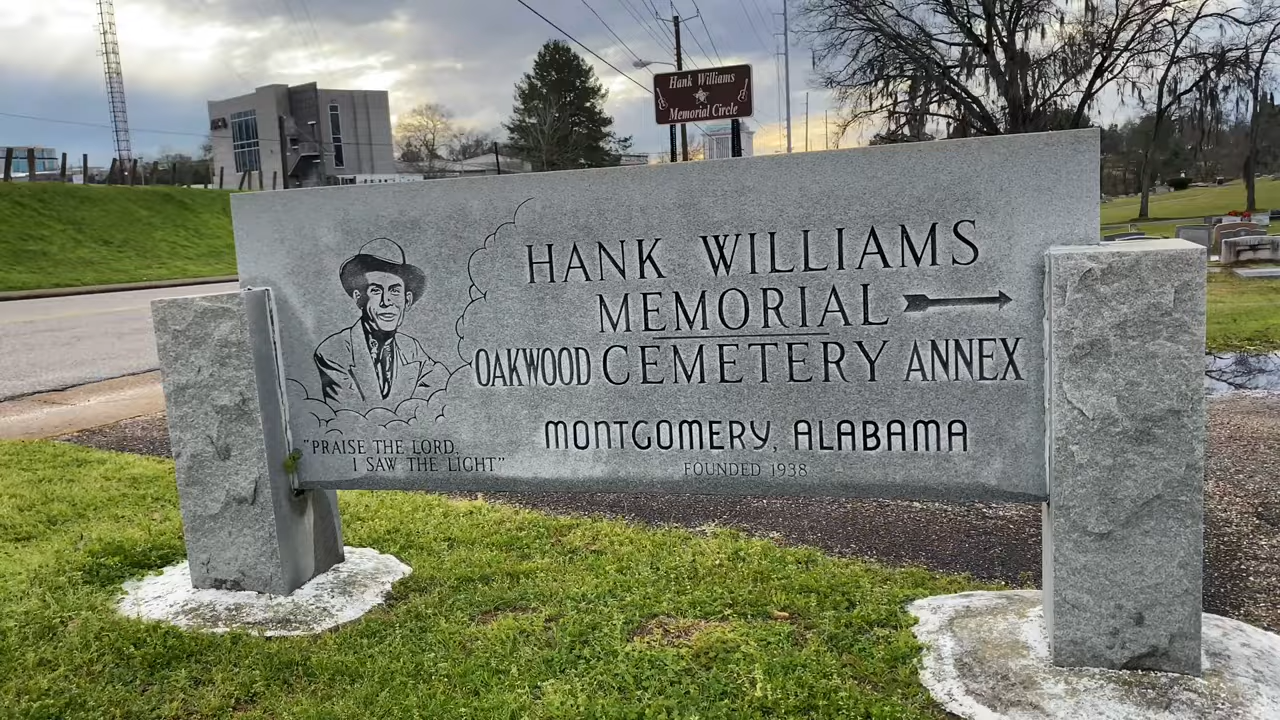 Hank Williams
Memorial Circle
HANK WILLIAMS
MEMORIAL
OAKWOOD CEMETERY ANNEX
MONTGOMERY, ALABAMA
FOUNDED 1938
"PRAISE THE LORD,
I SAW THE LIGHT"